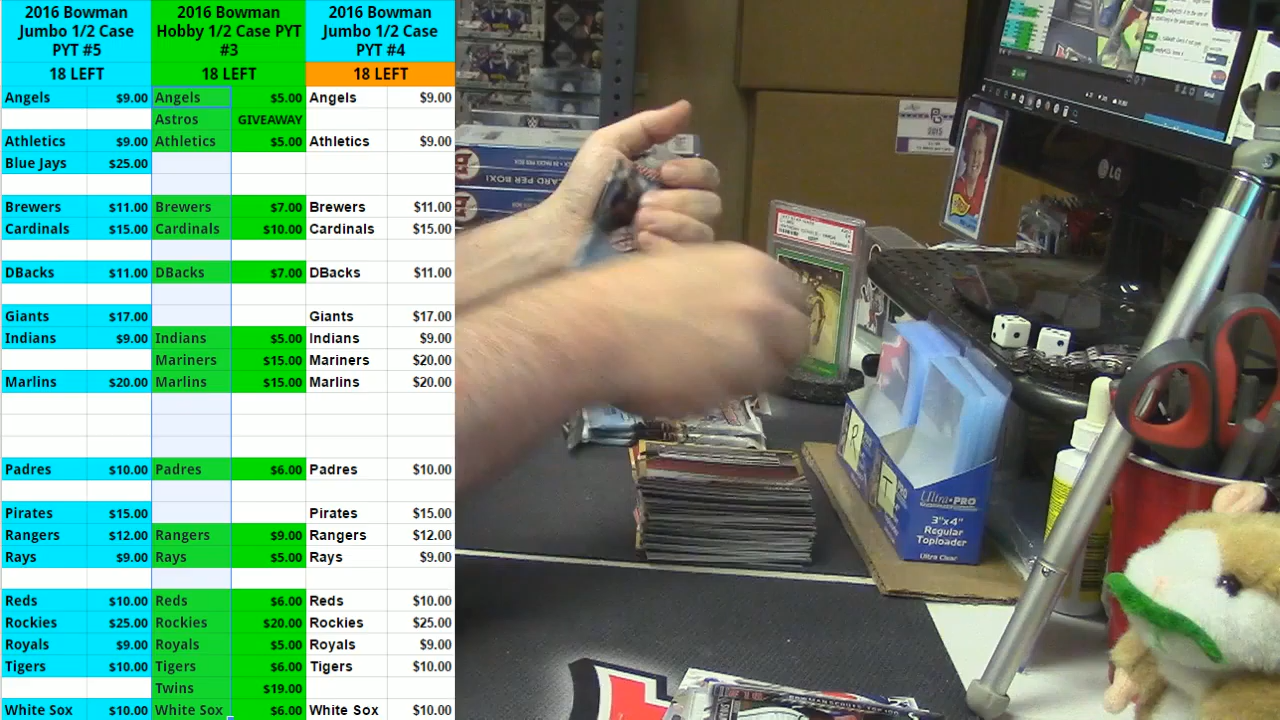 2016 Bowman Jumbo 1/2 Case PYT #5
2016 Bowman Hobby 1/2 Case PYT #3
2016 Bowman Jumbo 1/2 Case PYT #4
18 LEFT 18 LEFT 18 LEFT
Angels $9.00 Angels $5.00 Angels $9.00
Astros GIVEAWAY
Athletics $9.00 Athletics $5.00 Athletics $9.00
Blue Jays $25.00
Brewers $11.00 Brewers $7.00 Brewers $11.00
Cardinals $15.00 Cardinals $10.00 Cardinals $15.00
DBacks $11.00 DBacks $7.00 DBacks $11.00
Giants $17.00 Giants $17.00
Indians $9.00 Indians $5.00 Indians $9.00
Mariners $15.00 Mariners $20.00
Marlins $20.00 Marlins $15.00 Marlins $20.00
Padres $10.00 Padres $6.00 Padres $10.00
Pirates $15.00 Pirates $15.00
Rangers $12.00 Rangers $9.00 Rangers $12.00
Rays $9.00 Rays $5.00 Rays $9.00
Reds $10.00 Reds $6.00 Reds $10.00
Rockies $25.00 Rockies $20.00 Rockies $25.00
Royals $9.00 Royals $5.00 Royals $9.00
Tigers $10.00 Tigers $6.00 Tigers $10.00
Twins $19.00
White Sox $10.00 White Sox $6.00 White Sox $10.00
CARD PER BOX!
LG
R
T
Ultra·PRO
3"x4"
Regular
Toploader
Ultra Clear